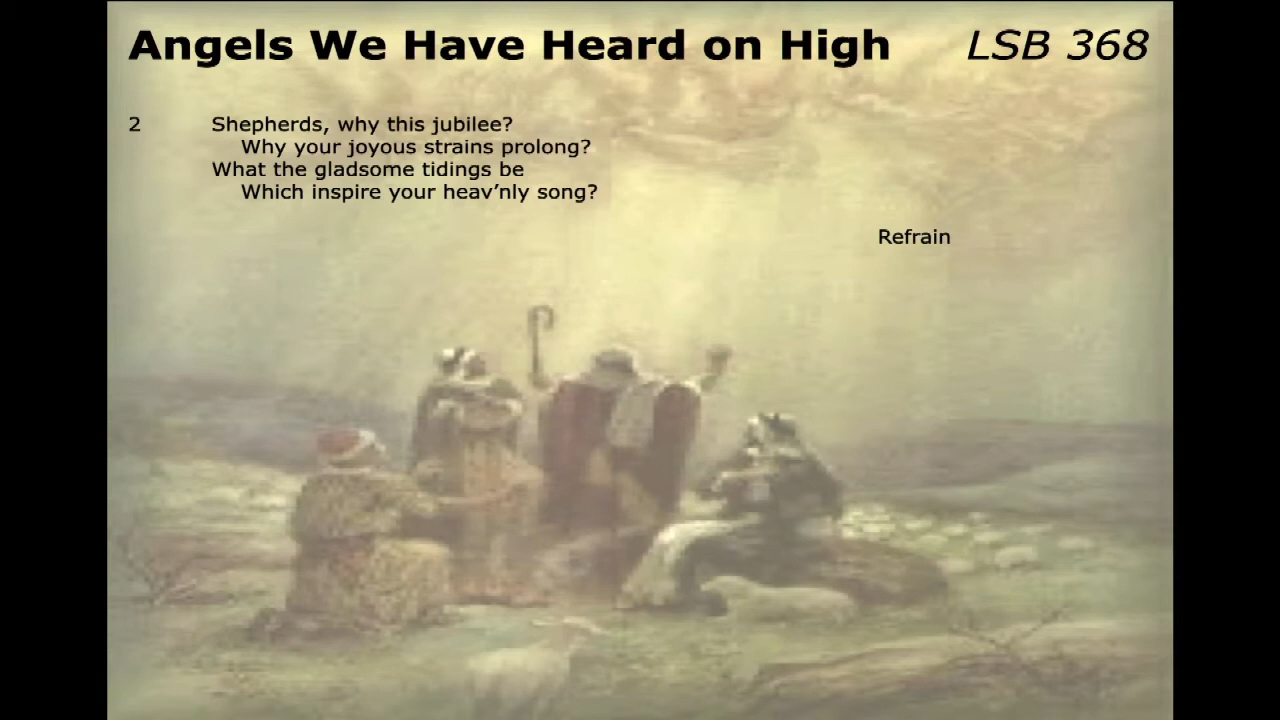 Angels We Have Heard on High LSB 368
2 Shepherds, why this jubilee?
Why your joyous strains prolong?
What the gladsome tidings be
Which inspire your heav’nly song?
Refrain